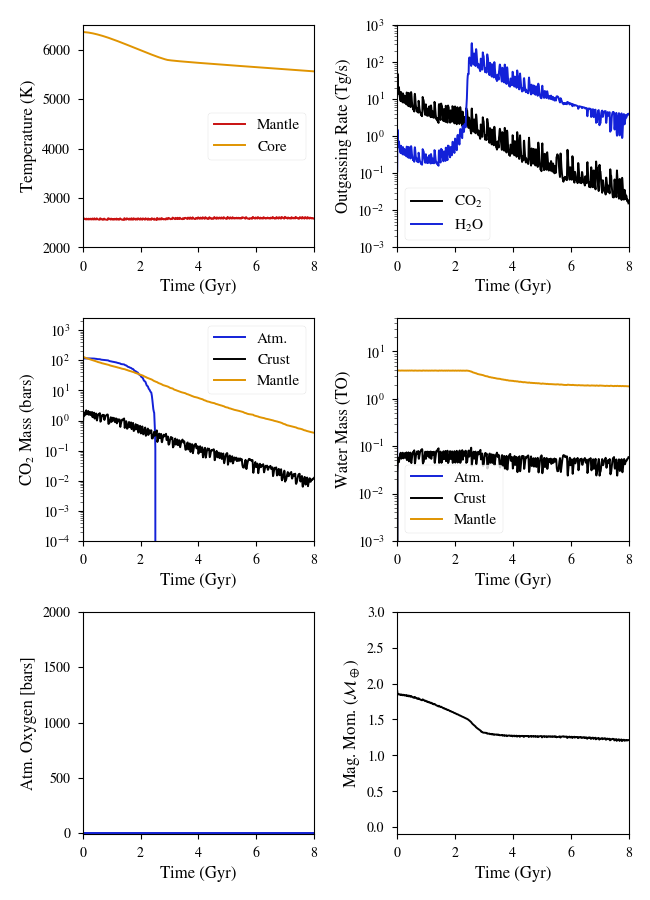 Temperature (K)
6000
5000
4000
3000
2000
Mantle
Core
0 2 4 6 8
Time (Gyr)
Outgassing Rate (Tg/s)
10³
10²
10¹
10⁰
10⁻¹
10⁻²
10⁻³
CO₂
H₂O
0 2 4 6 8
Time (Gyr)
CO₂ Mass (bars)
10³
10²
10¹
10⁰
10⁻¹
10⁻²
10⁻³
10⁻⁴
Atm.
Crust
Mantle
0 2 4 6 8
Time (Gyr)
Water Mass (TO)
10¹
10⁰
10⁻¹
10⁻²
10⁻³
Atm.
Crust
Mantle
0 2 4 6 8
Time (Gyr)
Atm. Oxygen [bars]
2000
1500
1000
500
0
0 2 4 6 8
Time (Gyr)
Mag. Mom. (ℳ⊕)
3.0
2.5
2.0
1.5
1.0
0.5
0.0
0 2 4 6 8
Time (Gyr)